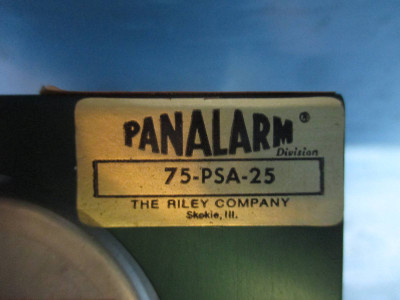 PANALARM®
Division
75-PSA-25
THE RILEY COMPANY
Skokie, Ill.